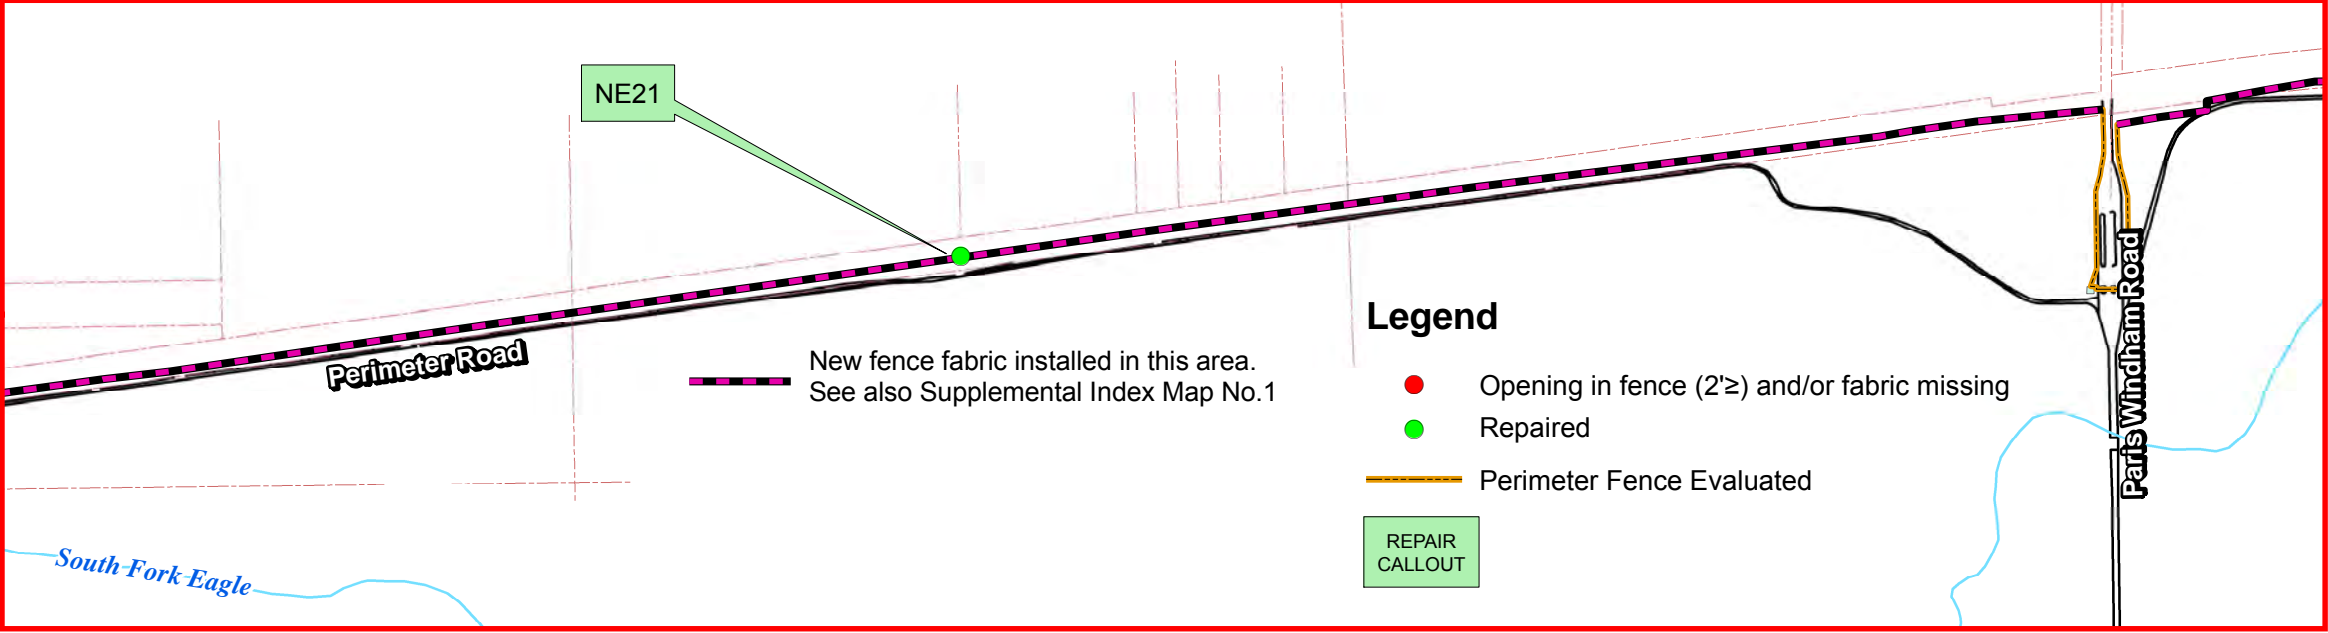 NE21
Perimeter Road
New fence fabric installed in this area.
See also Supplemental Index Map No.1
Legend
Opening in fence (2'≥) and/or fabric missing
Repaired
Perimeter Fence Evaluated
REPAIR
CALLOUT
Paris Windham Road
South Fork Eagle